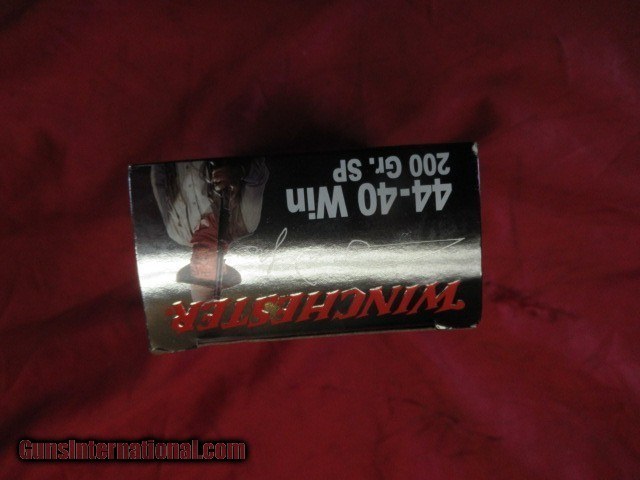 WINCHESTER
44-40 Win
200 Gr. SP
GunsInternational.com